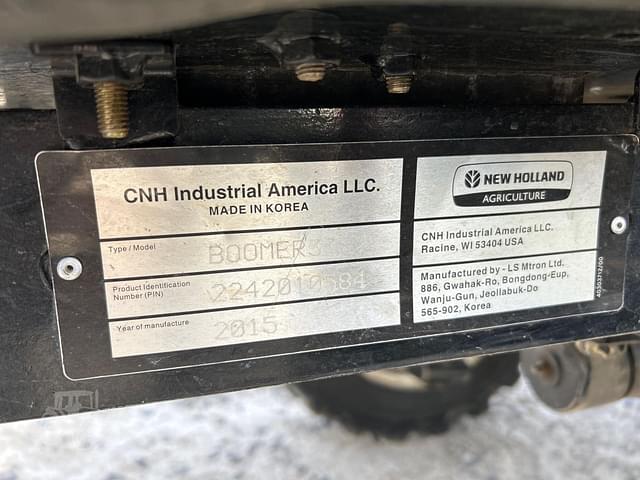 CNH Industrial America LLC.
MADE IN KOREA
Type / Model
Product Identification
Number (PIN)
Year of manufacture 2015
NEW HOLLAND
AGRICULTURE
CNH Industrial America LLC.
Racine, WI 53404 USA
Manufactured by - LS Mtron Ltd.
886, Gwahak-Ro, Bongdong-Eup,
Wanju-Gun, Jeollabuk-Do
565-902, Korea